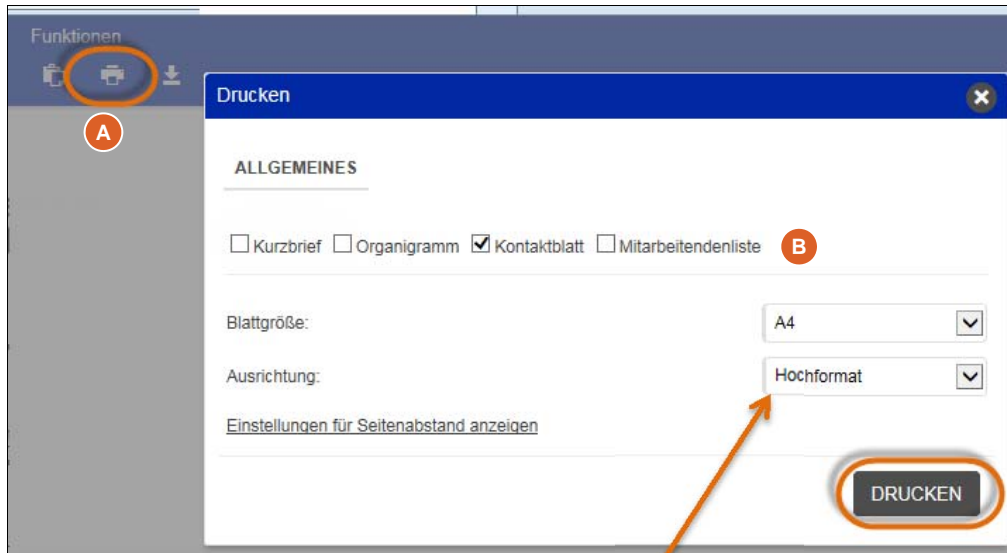 Funktionen
A
Drucken
ALLGEMEINES
Kurzbrief Organigramm Kontaktblatt Mitarbeitendenliste B
Blattgröße: A4
Ausrichtung: Hochformat
Einstellungen für Seitenabstand anzeigen
DRUCKEN